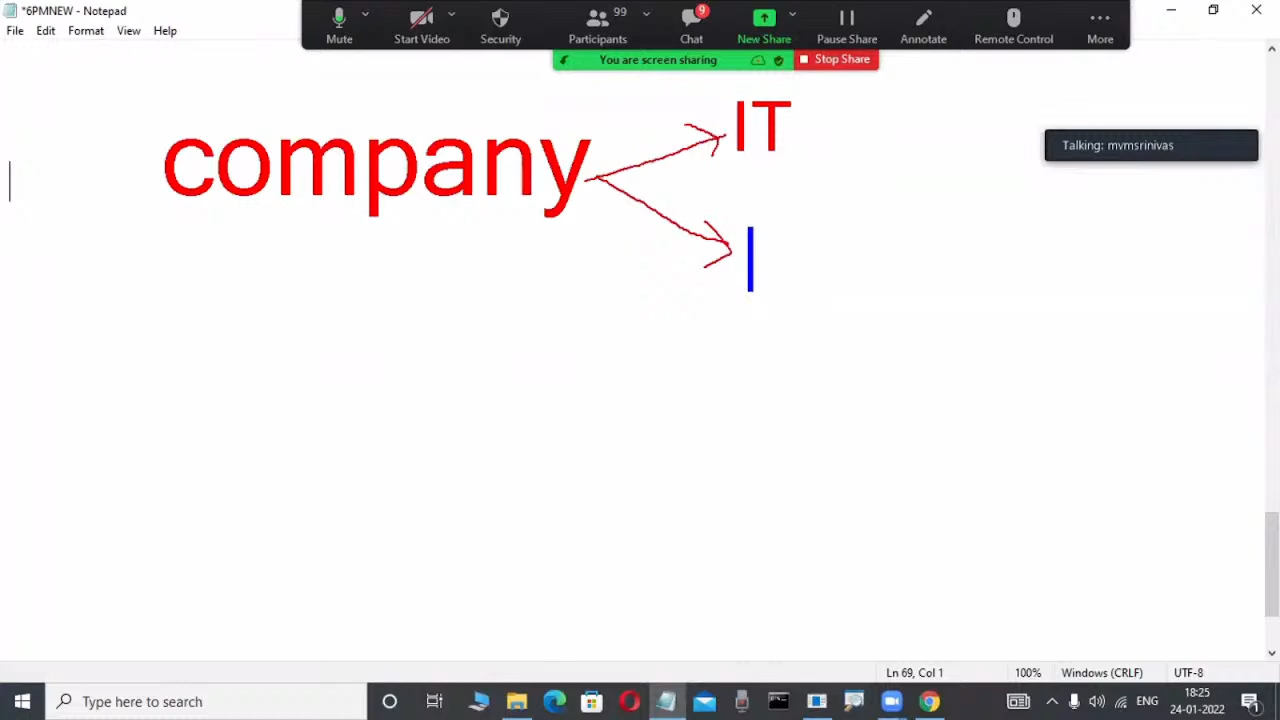 *6PMNEW - Notepad
File Edit Format View Help
99
9
Mute Start Video Security Participants Chat New Share Pause Share Annotate Remote Control More
You are screen sharing Stop Share
Talking: mvmsrinivas
company
IT
Ln 69, Col 1 100% Windows (CRLF) UTF-8
Type here to search
ENG
18:25
24-01-2022
1